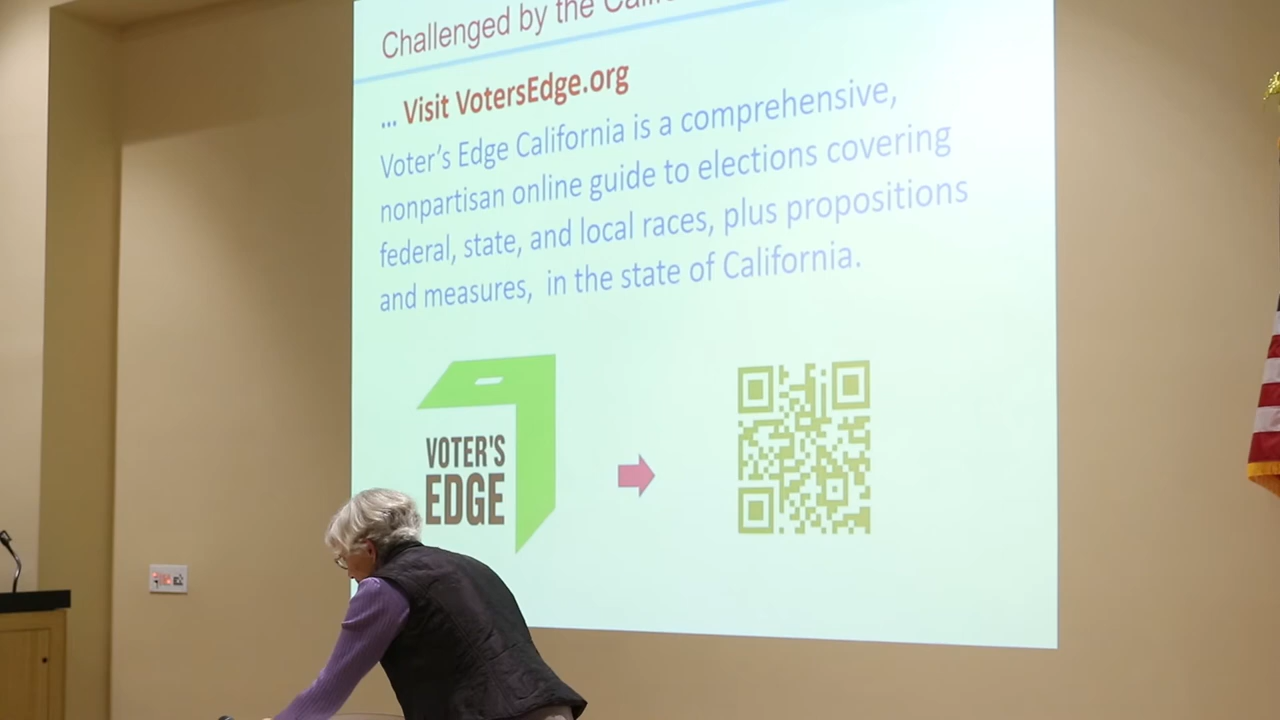 Challenged by the
... Visit VotersEdge.org
Voter's Edge California is a comprehensive,
nonpartisan online guide to elections covering
federal, state, and local races, plus propositions
and measures, in the state of California.
VOTER'S
EDGE